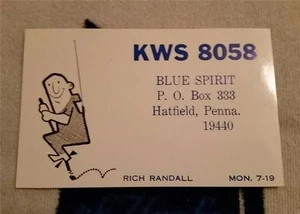 KWS 8058
BLUE SPIRIT
P. O. Box 333
Hatfield, Penna.
19440
RICH RANDALL MON. 7-19